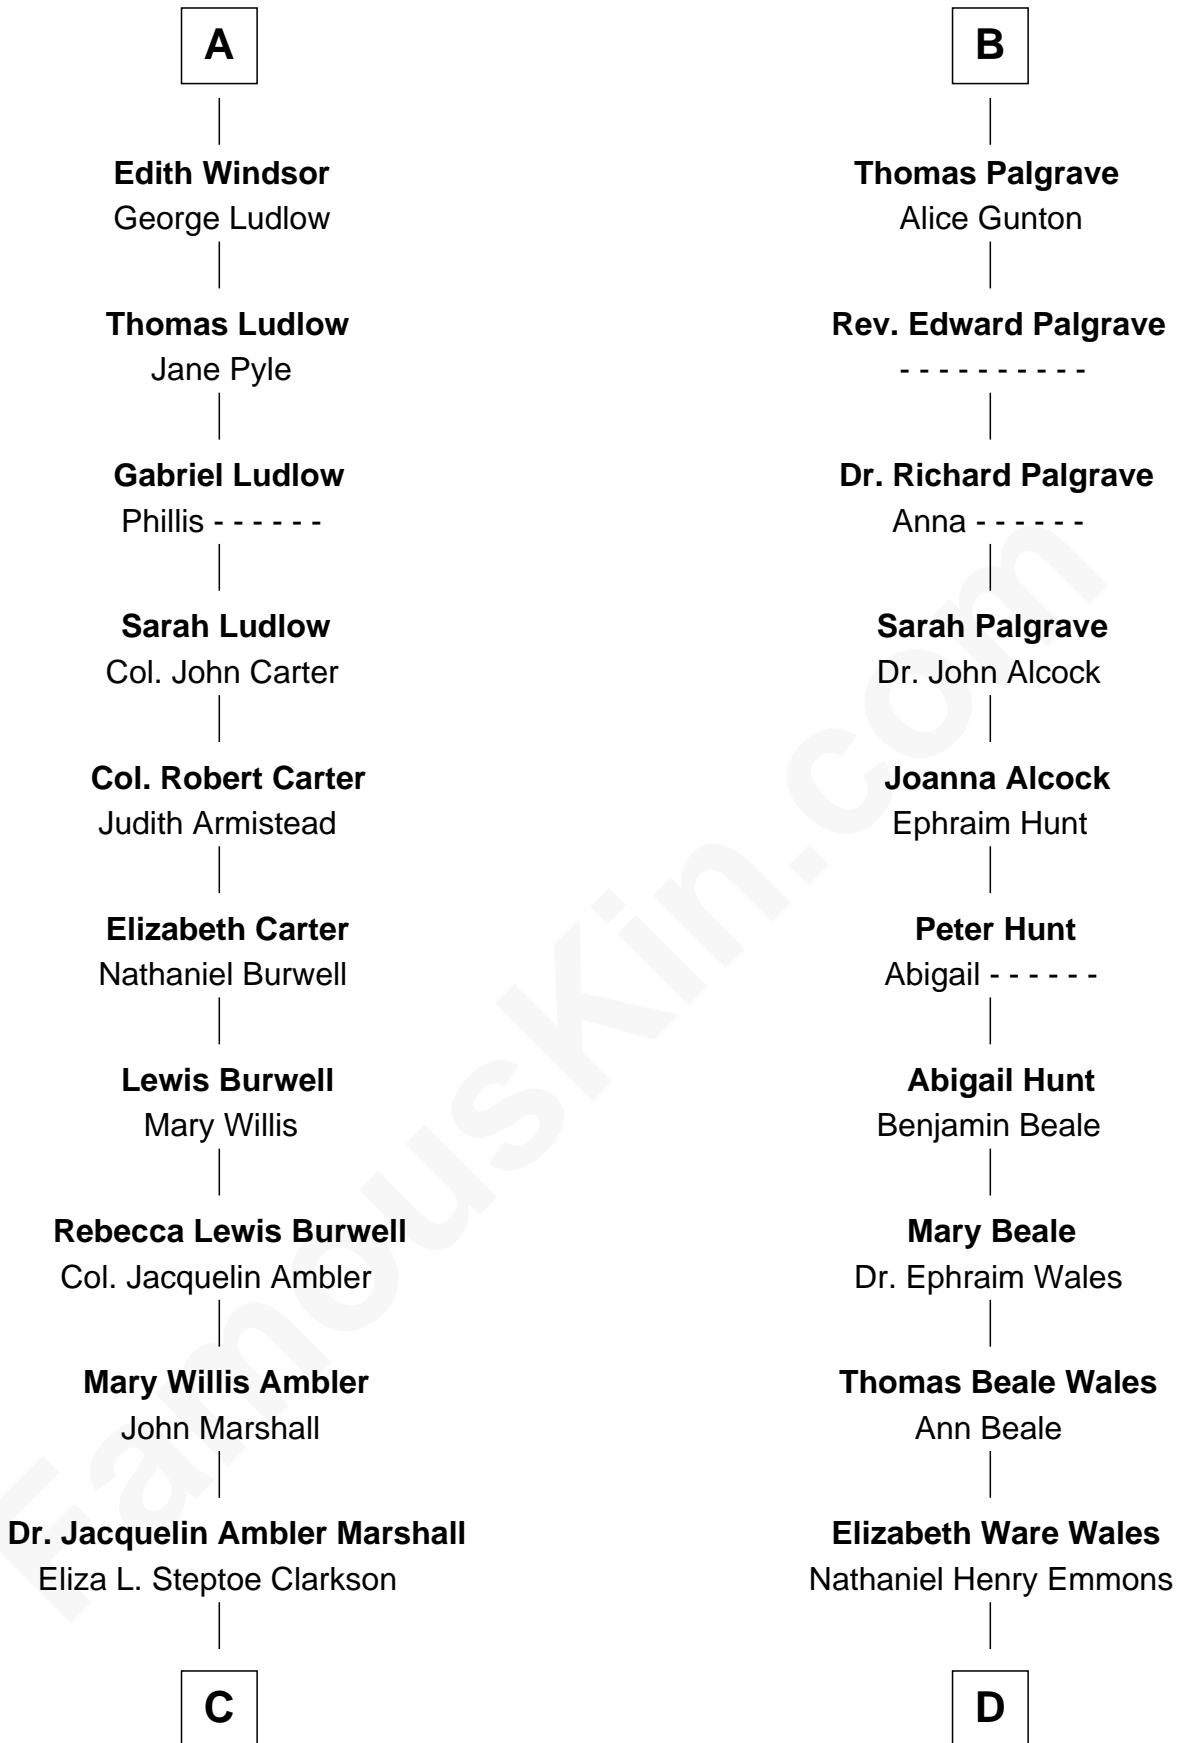 A
Edith Windsor
George Ludlow
Thomas Ludlow
Jane Pyle
Gabriel Ludlow
Phillis - - - - - -
Sarah Ludlow
Col. John Carter
Col. Robert Carter
Judith Armistead
Elizabeth Carter
Nathaniel Burwell
Lewis Burwell
Mary Willis
Rebecca Lewis Burwell
Col. Jacquelin Ambler
Mary Willis Ambler
John Marshall
Dr. Jacquelin Ambler Marshall
Eliza L. Steptoe Clarkson
C
B
Thomas Palgrave
Alice Gunton
Rev. Edward Palgrave
- - - - - - - - - -
Dr. Richard Palgrave
Anna - - - - - -
Sarah Palgrave
Dr. John Alcock
Joanna Alcock
Ephraim Hunt
Peter Hunt
Abigail - - - - - -
Abigail Hunt
Benjamin Beale
Mary Beale
Dr. Ephraim Wales
Thomas Beale Wales
Ann Beale
Elizabeth Ware Wales
Nathaniel Henry Emmons
D
FamousKin.com